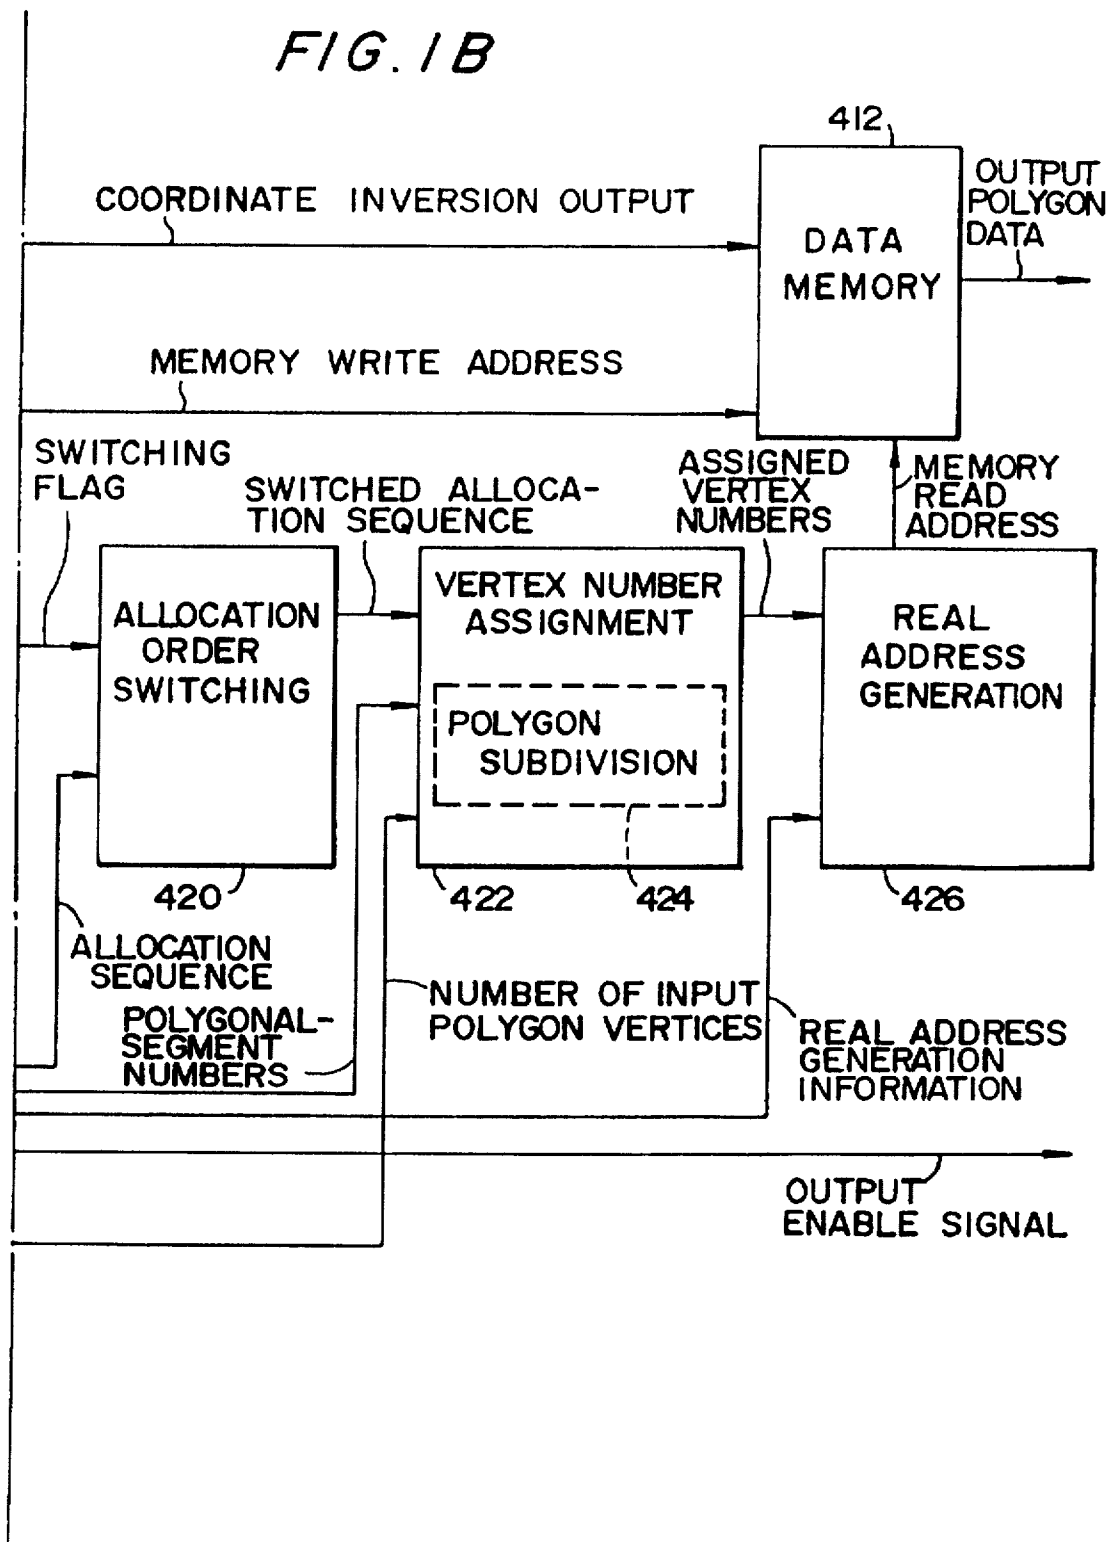 FIG. 1B
412
OUTPUT
POLYGON
DATA
COORDINATE INVERSION OUTPUT
DATA
MEMORY
MEMORY WRITE ADDRESS
SWITCHING
FLAG
SWITCHED ALLOCA-
TION SEQUENCE
ASSIGNED
VERTEX
NUMBERS
MEMORY
READ
ADDRESS
ALLOCATION
ORDER
SWITCHING
VERTEX NUMBER
ASSIGNMENT
POLYGON
SUBDIVISION
REAL
ADDRESS
GENERATION
420
422
424
426
ALLOCATION
SEQUENCE
POLYGONAL-
SEGMENT
NUMBERS
NUMBER OF INPUT
POLYGON VERTICES
REAL ADDRESS
GENERATION
INFORMATION
OUTPUT
ENABLE SIGNAL